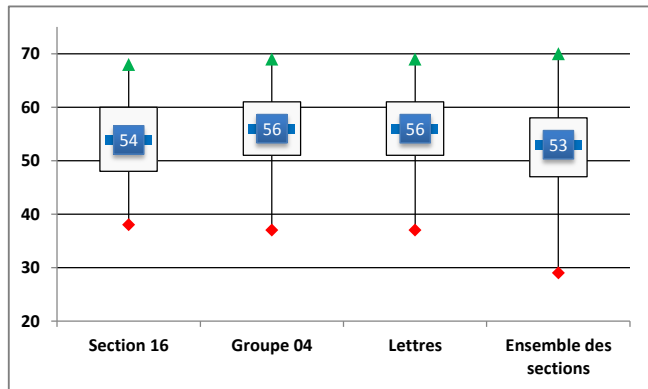 70
60
50
40
30
20
54
56
56
53
Section 16
Groupe 04
Lettres
Ensemble des
sections